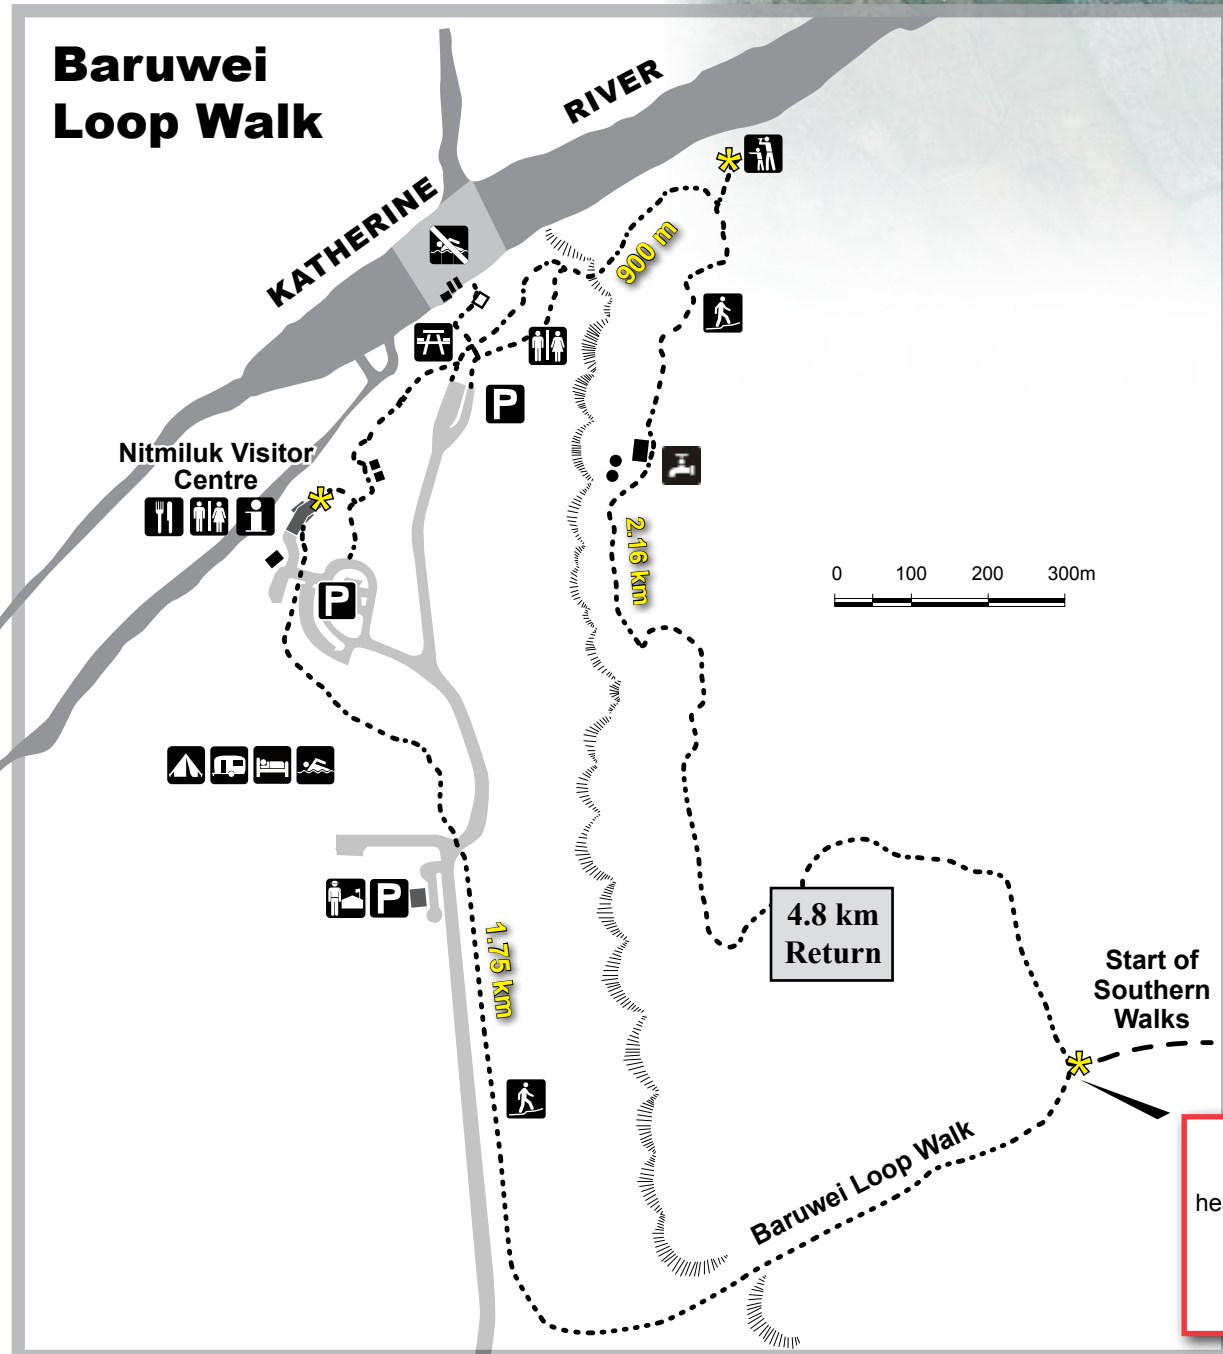 Baruwei
Loop Walk
RIVER
KATHERINE
900 m
P
Nitmiluk Visitor
Centre
P
2.16 km
0 100 200 300m
P
1.75 km
4.8 km
Return
Start of
Southern
Walks
Baruwei Loop Walk